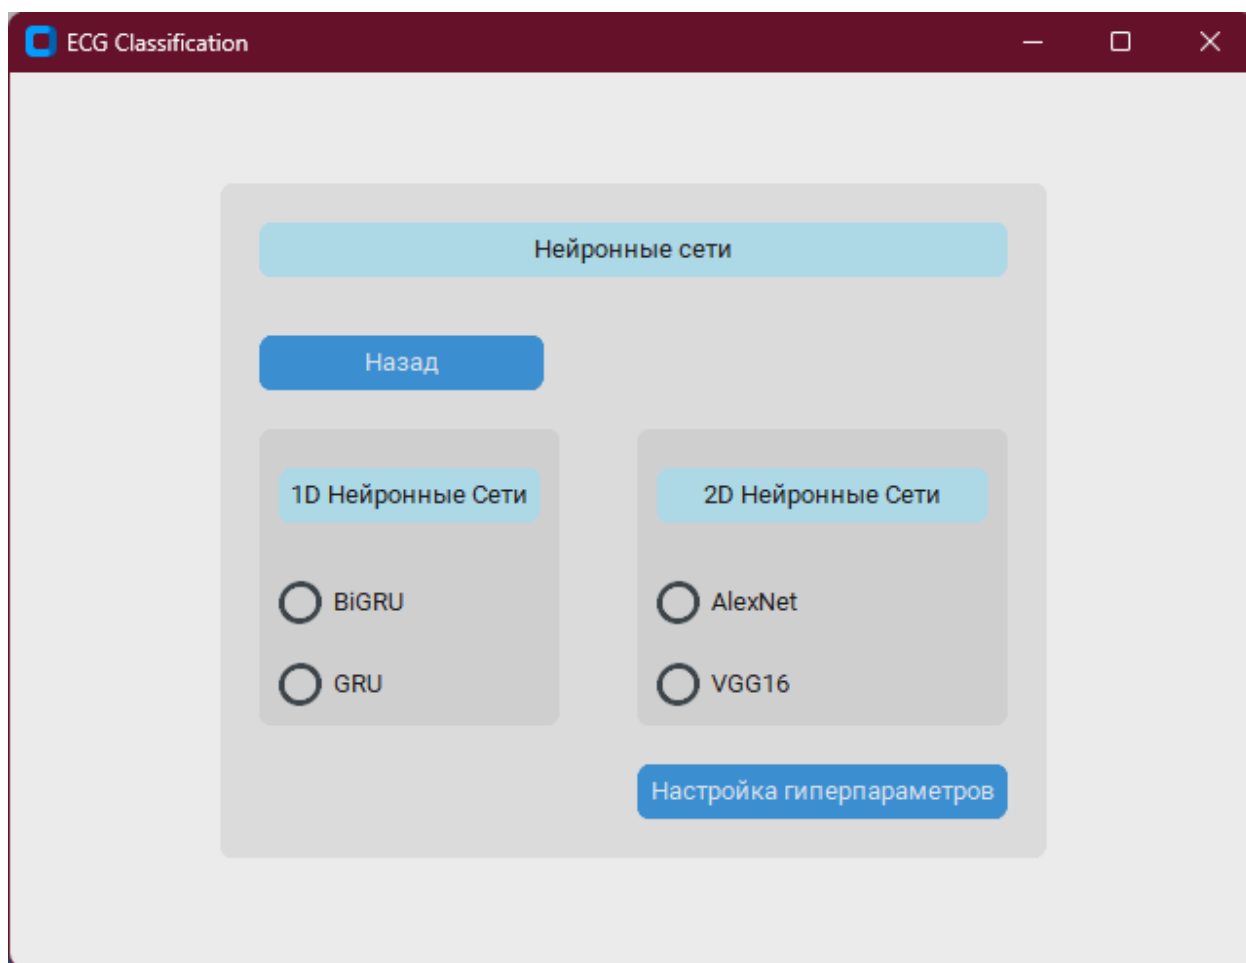 ECG Classification
Нейронные сети
Назад
1D Нейронные Сети
2D Нейронные Сети
BiGRU
AlexNet
GRU
VGG16
Настройка гиперпараметров